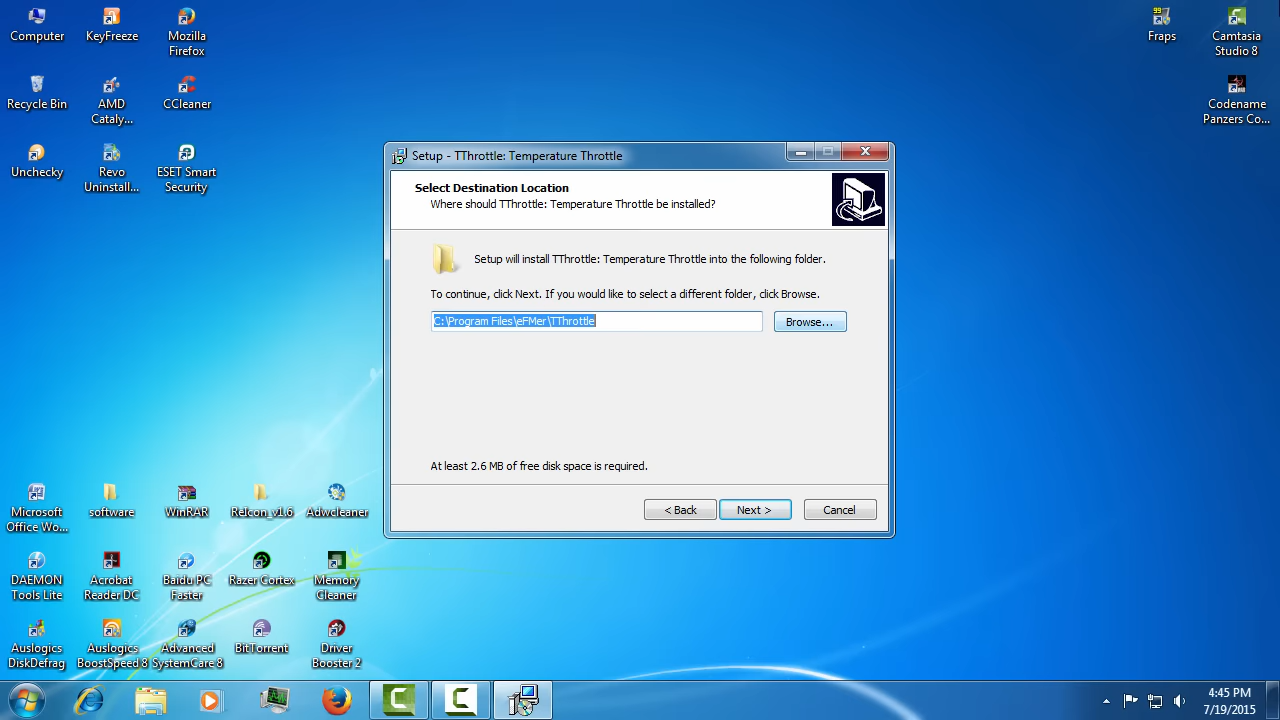 Computer
KeyFreeze
Mozilla
Firefox
99
Fraps
Camtasia
Studio 8
Recycle Bin
AMD
Cataly...
CCleaner
Codename
Panzers Co...
Unchecky
Revo
Uninstall...
ESET Smart
Security
Setup - TThrottle: Temperature Throttle
Select Destination Location
Where should TThrottle: Temperature Throttle be installed?
Setup will install TThrottle: Temperature Throttle into the following folder.
To continue, click Next. If you would like to select a different folder, click Browse.
C:\Program Files\eFMer\TThrottle
Browse...
At least 2.6 MB of free disk space is required.
< Back
Next >
Cancel
Microsoft
Office Wo...
software
WinRAR
RelCon_v1.6
Adwcleaner
DAEMON
Tools Lite
Acrobat
Reader DC
Baidu PC
Faster
Razer Cortex
Memory
Cleaner
Auslogics
DiskDefrag
Auslogics
BoostSpeed 8
Advanced
SystemCare 8
BitTorrent
Driver
Booster 2
4:45 PM
7/19/2015